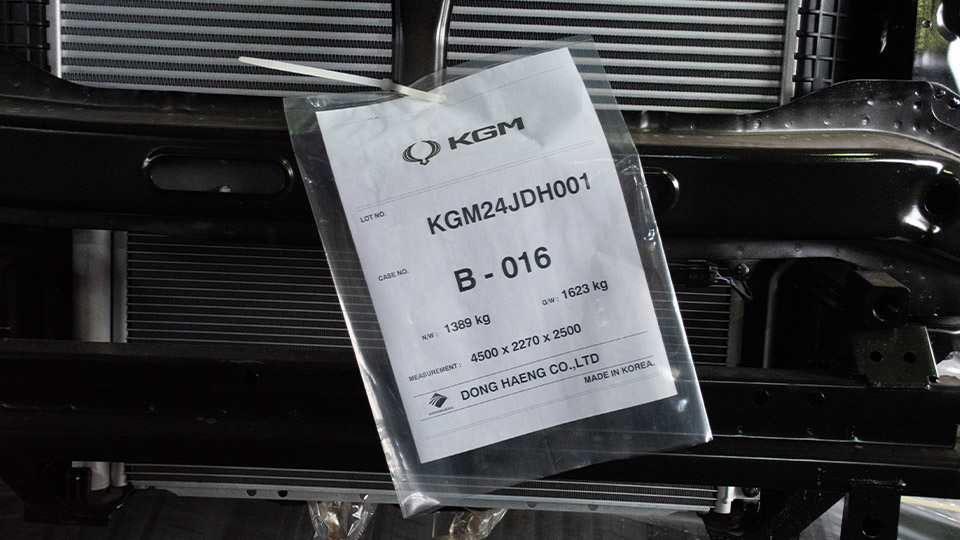 KGM
LOT NO.
KGM24JDH001
CASE NO.
B - 016
N/W : 1389 kg G/W : 1623 kg
MEASUREMENT : 4500 x 2270 x 2500
DONG HAENG CO.,LTD
MADE IN KOREA.